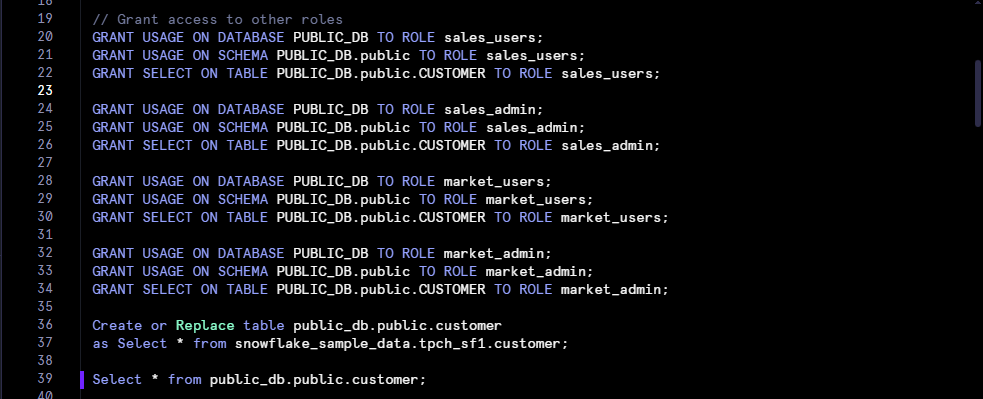 18
19 // Grant access to other roles
20 GRANT USAGE ON DATABASE PUBLIC_DB TO ROLE sales_users;
21 GRANT USAGE ON SCHEMA PUBLIC_DB.public TO ROLE sales_users;
22 GRANT SELECT ON TABLE PUBLIC_DB.public.CUSTOMER TO ROLE sales_users;
23
24 GRANT USAGE ON DATABASE PUBLIC_DB TO ROLE sales_admin;
25 GRANT USAGE ON SCHEMA PUBLIC_DB.public TO ROLE sales_admin;
26 GRANT SELECT ON TABLE PUBLIC_DB.public.CUSTOMER TO ROLE sales_admin;
27
28 GRANT USAGE ON DATABASE PUBLIC_DB TO ROLE market_users;
29 GRANT USAGE ON SCHEMA PUBLIC_DB.public TO ROLE market_users;
30 GRANT SELECT ON TABLE PUBLIC_DB.public.CUSTOMER TO ROLE market_users;
31
32 GRANT USAGE ON DATABASE PUBLIC_DB TO ROLE market_admin;
33 GRANT USAGE ON SCHEMA PUBLIC_DB.public TO ROLE market_admin;
34 GRANT SELECT ON TABLE PUBLIC_DB.public.CUSTOMER TO ROLE market_admin;
35
36 Create or Replace table public_db.public.customer
37 as Select * from snowflake_sample_data.tpch_sf1.customer;
38
39 Select * from public_db.public.customer;
40